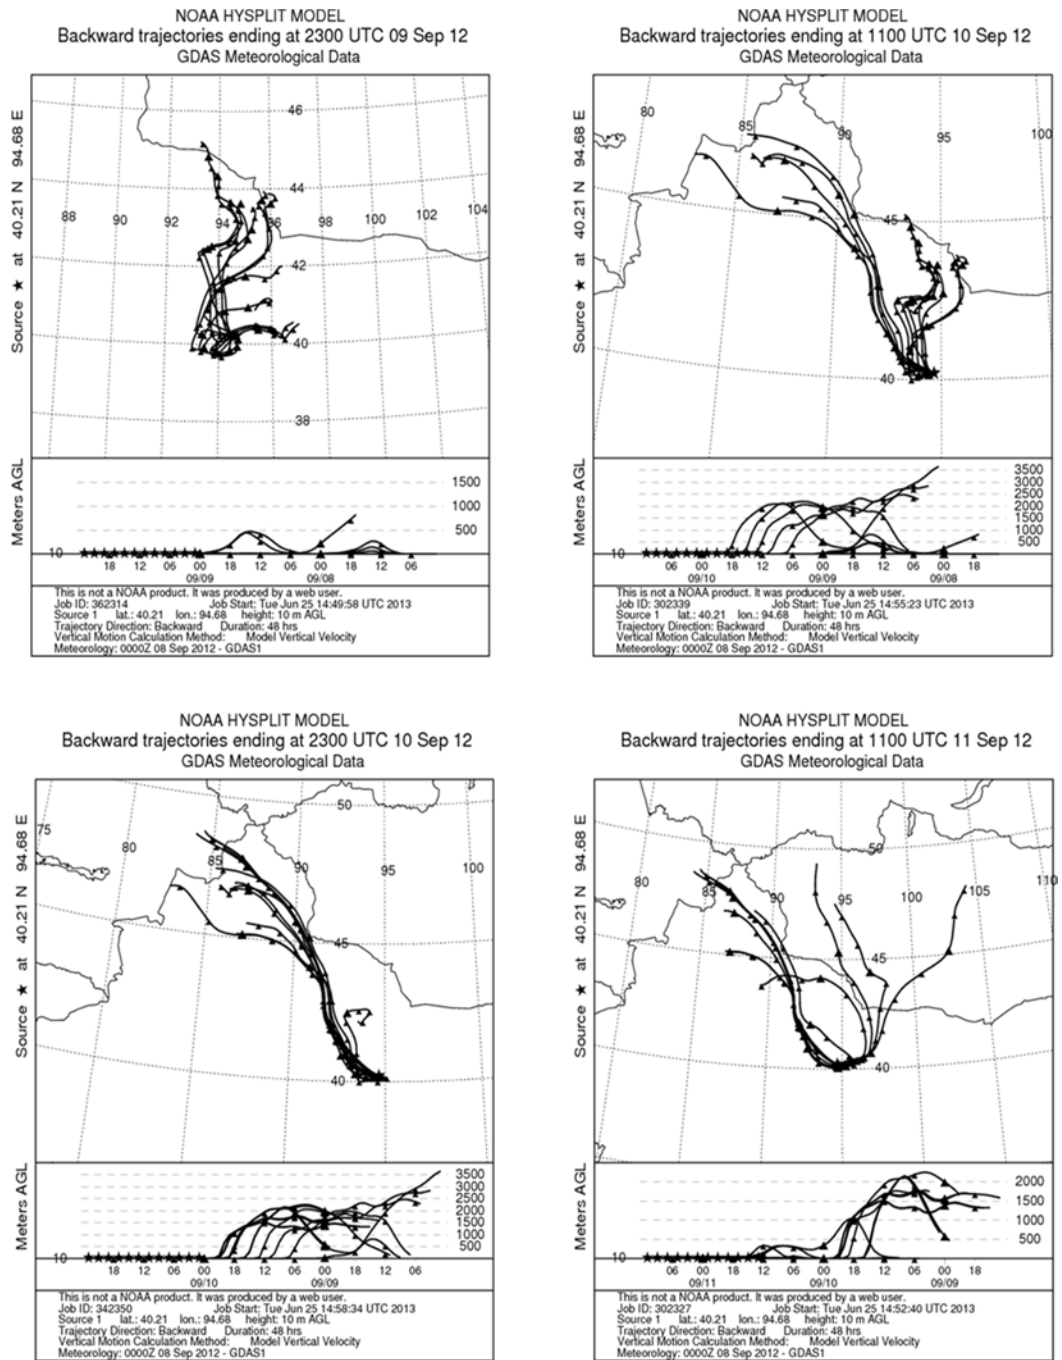 NOAA HYSPLIT MODEL
Backward trajectories ending at 2300 UTC 09 Sep 12
GDAS Meteorological Data
Source ★ at 40.21 N 94.68 E
46
44
88 90 92 94 96 98 100 102 104
42
40
38
Meters AGL
1500
1000
500
10
18 12 06 00 18 12 06 00 18 12 06
09/09 09/08
This is not a NOAA product. It was produced by a web user.
Job ID: 362314 Job Start: Tue Jun 25 14:49:58 UTC 2013
Source 1 lat.: 40.21 lon.: 94.68 height: 10 m AGL
Trajectory Direction: Backward Duration: 48 hrs
Vertical Motion Calculation Method: Model Vertical Velocity
Meteorology: 0000Z 08 Sep 2012 - GDAS1
NOAA HYSPLIT MODEL
Backward trajectories ending at 1100 UTC 10 Sep 12
GDAS Meteorological Data
Source ★ at 40.21 N 94.68 E
80 85 90 95 100
45
40
Meters AGL
3500
3000
2500
2000
1500
1000
500
10
06 00 18 12 06 00 18 12 06 00 18
09/10 09/09 09/08
This is not a NOAA product. It was produced by a web user.
Job ID: 302339 Job Start: Tue Jun 25 14:55:23 UTC 2013
Source 1 lat.: 40.21 lon.: 94.68 height: 10 m AGL
Trajectory Direction: Backward Duration: 48 hrs
Vertical Motion Calculation Method: Model Vertical Velocity
Meteorology: 0000Z 08 Sep 2012 - GDAS1
NOAA HYSPLIT MODEL
Backward trajectories ending at 2300 UTC 10 Sep 12
GDAS Meteorological Data
Source ★ at 40.21 N 94.68 E
50
75 80 85 90 95 100
45
40
Meters AGL
3500
3000
2500
2000
1500
1000
500
10
18 12 06 00 18 12 06 00 18 12 06
09/10 09/09
This is not a NOAA product. It was produced by a web user.
Job ID: 342350 Job Start: Tue Jun 25 14:58:34 UTC 2013
Source 1 lat.: 40.21 lon.: 94.68 height: 10 m AGL
Trajectory Direction: Backward Duration: 48 hrs
Vertical Motion Calculation Method: Model Vertical Velocity
Meteorology: 0000Z 08 Sep 2012 - GDAS1
NOAA HYSPLIT MODEL
Backward trajectories ending at 1100 UTC 11 Sep 12
GDAS Meteorological Data
Source ★ at 40.21 N 94.68 E
50
80 85 90 95 100 105 110
45
40
Meters AGL
2000
1500
1000
500
10
06 00 18 12 06 00 18 12 06 00 18
09/11 09/10 09/09
This is not a NOAA product. It was produced by a web user.
Job ID: 302327 Job Start: Tue Jun 25 14:52:40 UTC 2013
Source 1 lat.: 40.21 lon.: 94.68 height: 10 m AGL
Trajectory Direction: Backward Duration: 48 hrs
Vertical Motion Calculation Method: Model Vertical Velocity
Meteorology: 0000Z 08 Sep 2012 - GDAS1